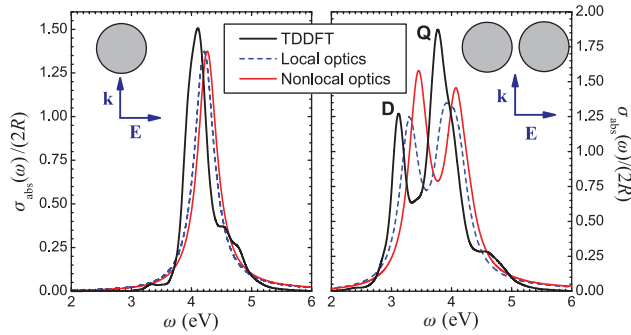 TDDFT
Local optics
Nonlocal optics
σ_abs(ω)/(2R)
1.50
1.25
1.00
0.75
0.50
0.25
0.00
k
E
2
3
4
5
6
ω (eV)
D
Q
k
E
2
3
4
5
6
ω (eV)
2.00
1.75
1.50
1.25
1.00
0.75
0.50
0.25
0.00
σ_abs(ω)/(2R)